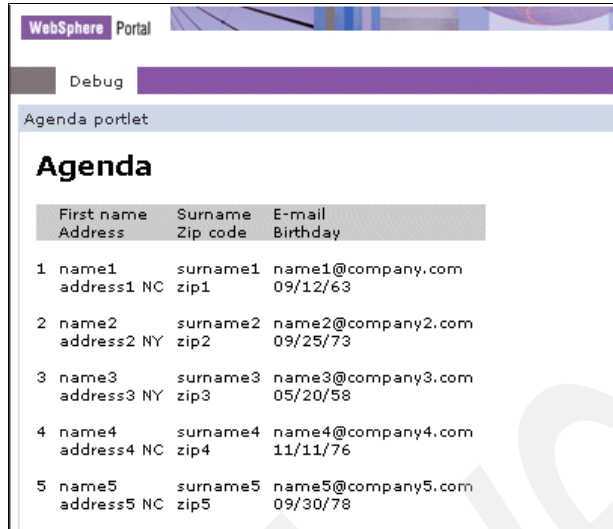 WebSphere Portal
Debug
Agenda portlet
Agenda
First name Surname E-mail
Address Zip code Birthday
1 name1 surname1 name1@company.com
address1 NC zip1 09/12/63
2 name2 surname2 name2@company2.com
address2 NY zip2 09/25/73
3 name3 surname3 name3@company3.com
address3 NY zip3 05/20/58
4 name4 surname4 name4@company4.com
address4 NC zip4 11/11/76
5 name5 surname5 name5@company5.com
address5 NC zip5 09/30/78